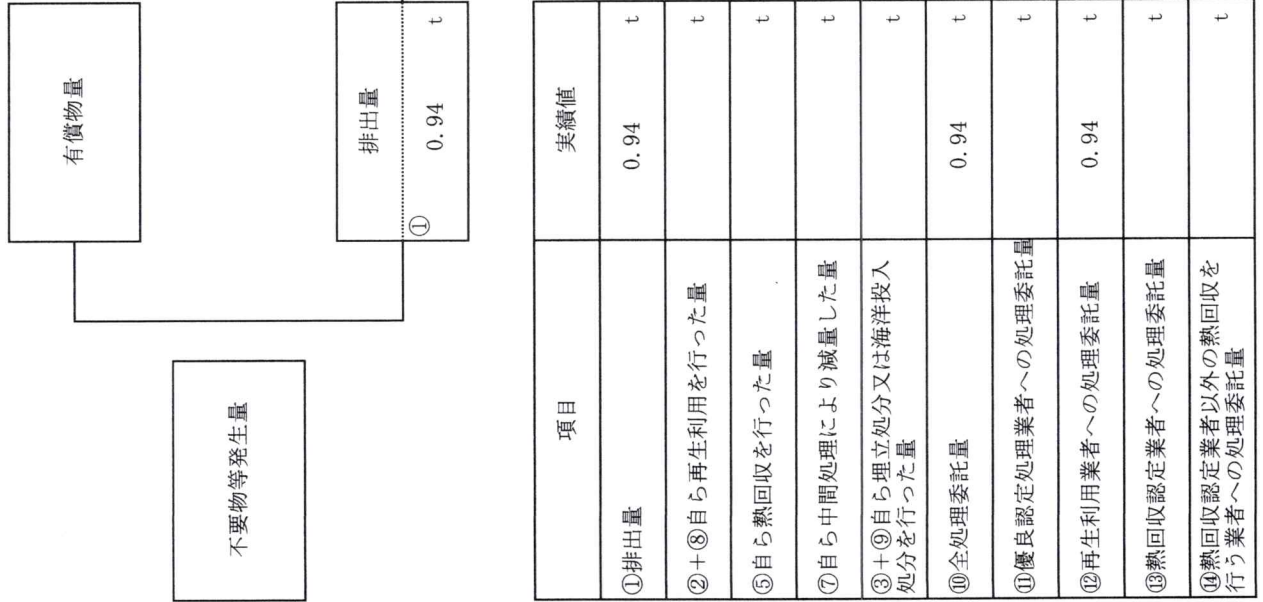 不要物等発生量
有償物量
排出量
① 0.94 t
項目 実績値
①排出量 0.94 t
②+⑧自ら再生利用を行った量 t
⑤自ら熱回収を行った量 t
⑦自ら中間処理により減量した量 t
③+⑨自ら埋立処分又は海洋投入
処分を行った量 t
⑩全処理委託量 0.94 t
⑪優良認定処理業者への処理委託量 t
⑫再生利用業者への処理委託量 0.94 t
⑬熱回収認定業者への処理委託量 t
⑭熱回収認定業者以外の熱回収を
行う業者への処理委託量 t